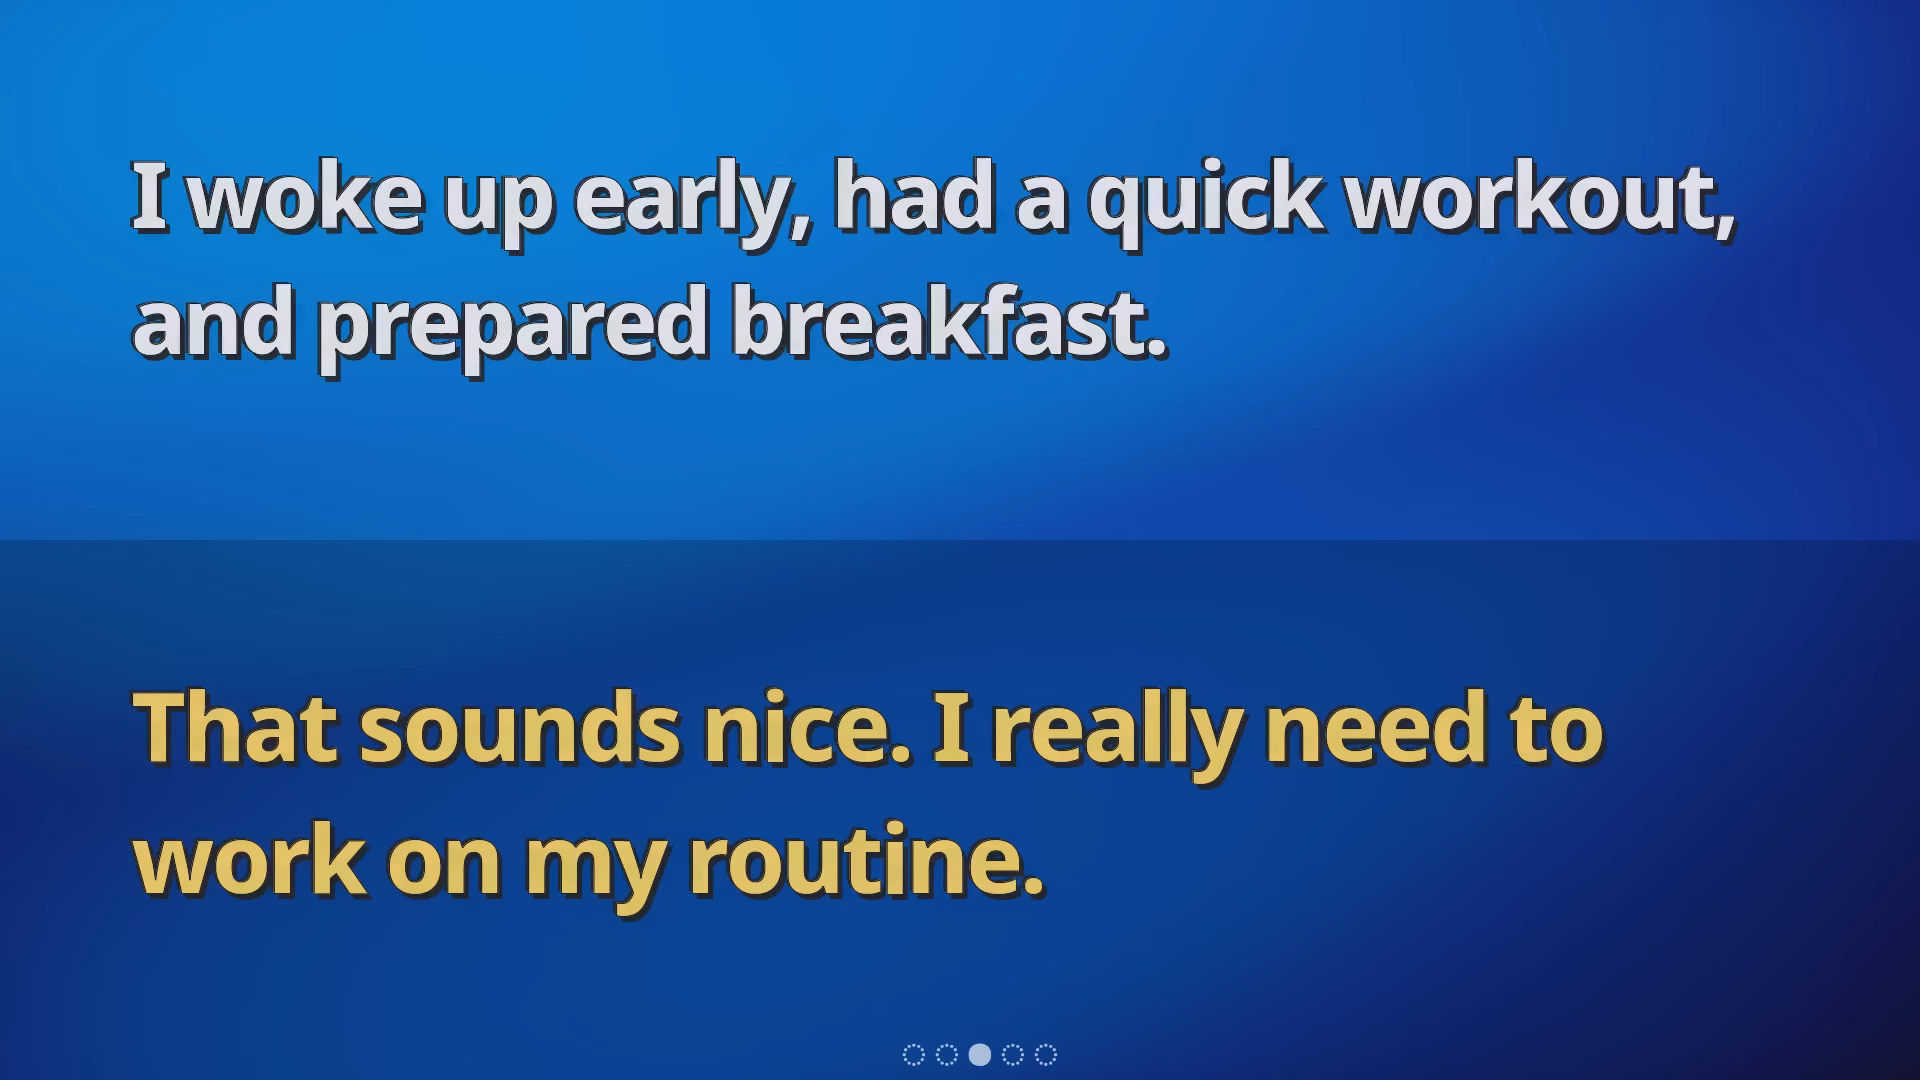 I woke up early, had a quick workout,
and prepared breakfast.
That sounds nice. I really need to
work on my routine.